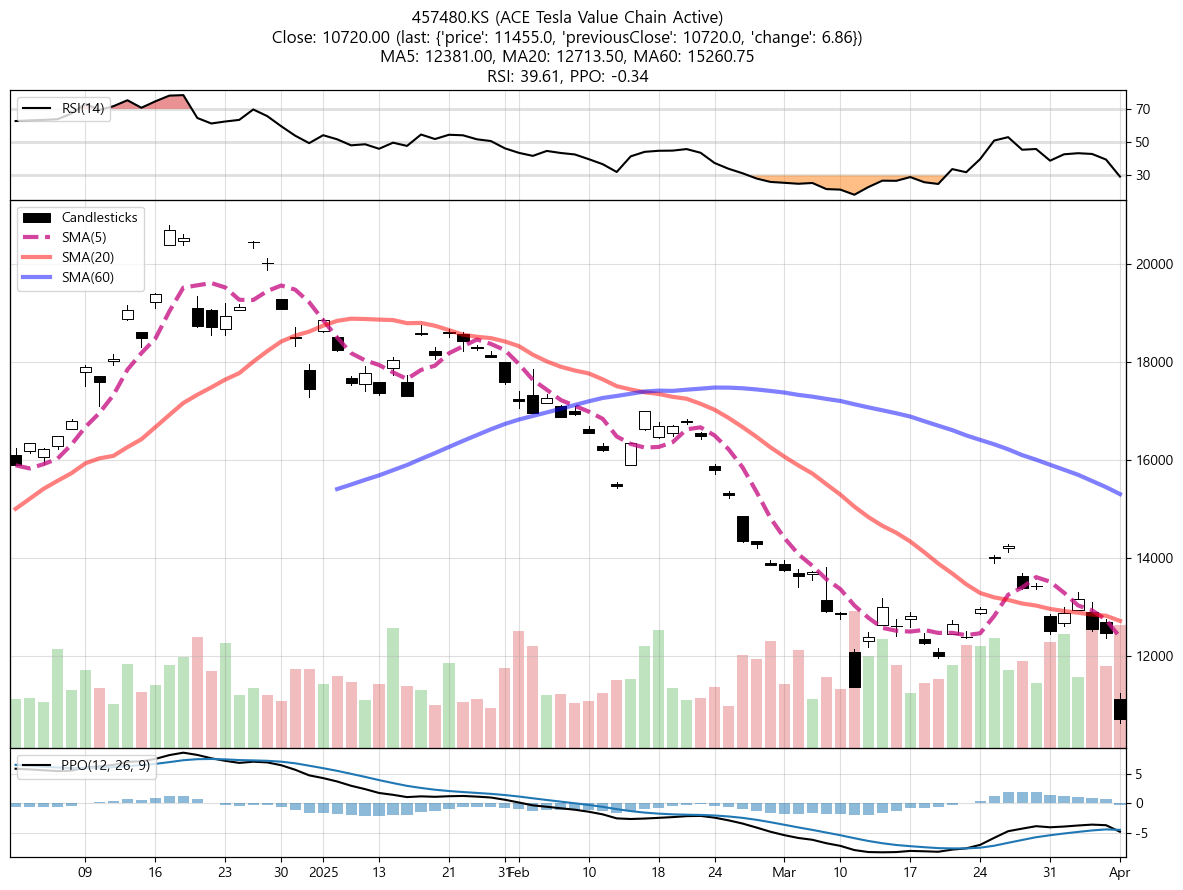 457480.KS (ACE Tesla Value Chain Active)
Close: 10720.00 (last: {'price': 11455.0, 'previousClose': 10720.0, 'change': 6.86})
MA5: 12381.00, MA20: 12713.50, MA60: 15260.75
RSI: 39.61, PPO: -0.34
RSI(14)
70
50
30
Candlesticks
SMA(5)
SMA(20)
SMA(60)
20000
18000
16000
14000
12000
PPO(12, 26, 9)
5
0
-5
09 16 23 30 2025 13 21 31 Feb 10 18 24 Mar 10 17 24 31 Apr